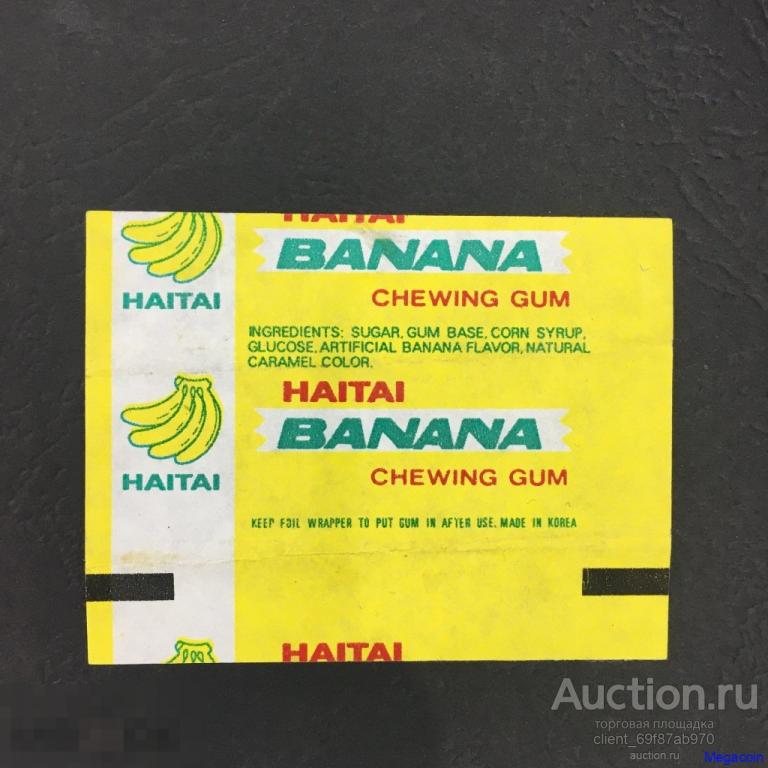 HAITAI
BANANA
CHEWING GUM
HAITAI
INGREDIENTS: SUGAR, GUM BASE, CORN SYRUP,
GLUCOSE, ARTIFICIAL BANANA FLAVOR, NATURAL
CARAMEL COLOR.
HAITAI
BANANA
CHEWING GUM
HAITAI
KEEP FOIL WRAPPER TO PUT GUM IN AFTER USE. MADE IN KOREA
HAITAI
Auction.ru
торговая площадка
client_69f87ab970
auction.ru
Megacoin